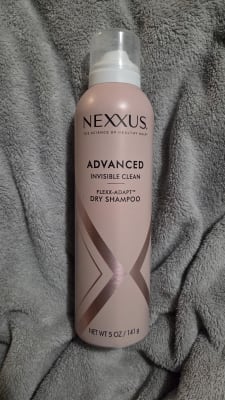 NEXXUS
THE SCIENCE OF HEALTHY HAIR
ADVANCED
INVISIBLE CLEAN
FLEXX-ADAPT™
DRY SHAMPOO
NET WT 5 OZ / 141 g